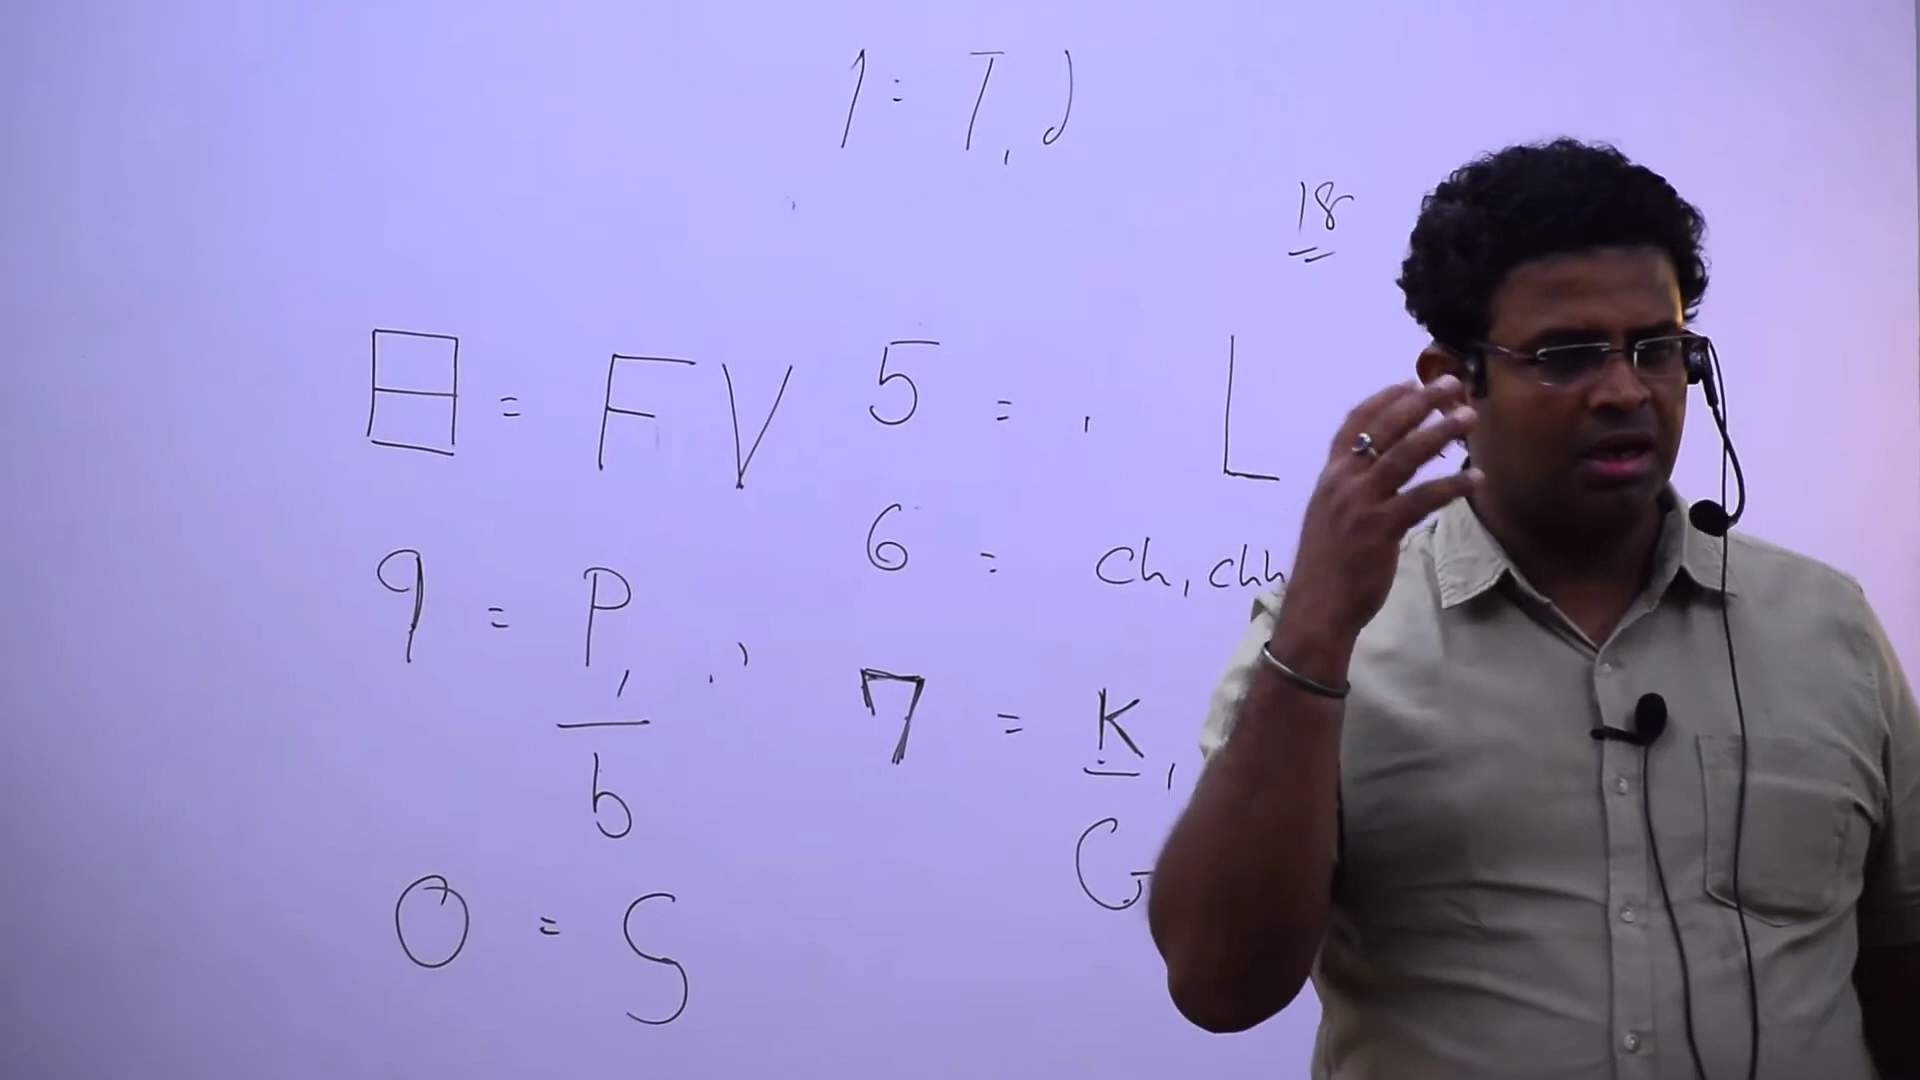 1 = T, d
18
8 = F V
5 = , L
9 = P,
b
6 = ch, chh
7 = K,
G
0 = S